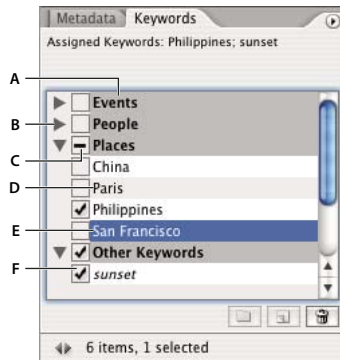 Metadata Keywords
Assigned Keywords: Philippines; sunset
A
Events
B
People
C
Places
China
D
Paris
Philippines
E
San Francisco
Other Keywords
F
sunset
6 items, 1 selected